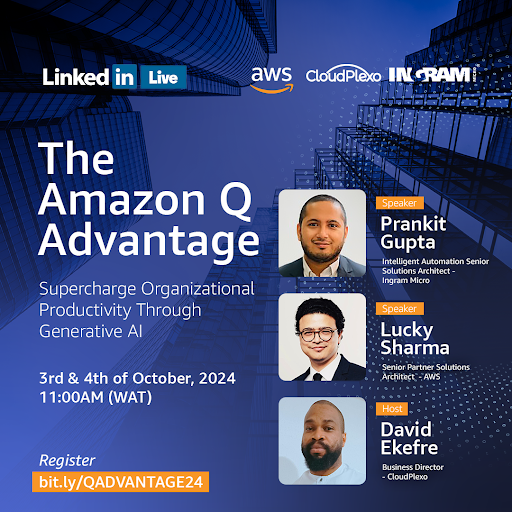 Linked in Live
aws CloudPlexo INGRAM
The
Amazon Q
Advantage
Supercharge Organizational
Productivity Through
Generative AI
3rd & 4th of October, 2024
11:00AM (WAT)
Register
bit.ly/QADVANTAGE24
Speaker
Prankit
Gupta
Intelligent Automation Senior
Solutions Architect -
Ingram Micro
Speaker
Lucky
Sharma
Senior Partner Solutions
Architect - AWS
Host
David
Ekefre
Business Director
- CloudPlexo